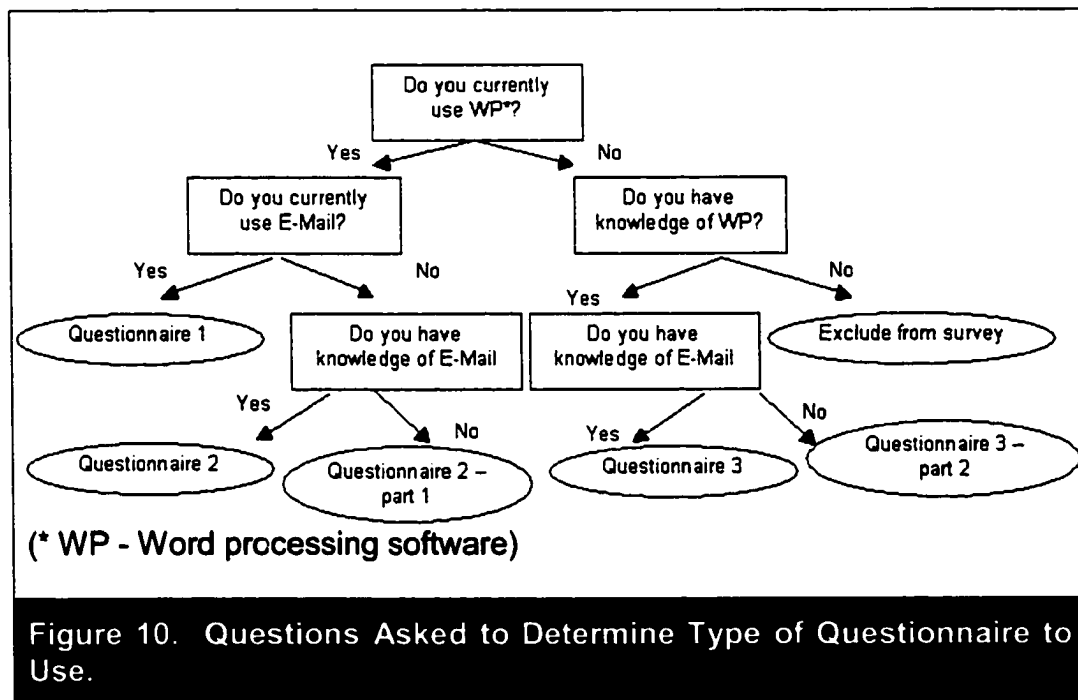 Do you currently
use WP*?
Yes
No
Do you currently
use E-Mail?
Do you have
knowledge of WP?
Yes
No
Yes
No
Questionnaire 1
Do you have
knowledge of E-Mail
Do you have
knowledge of E-Mail
Exclude from survey
Yes
No
Yes
No
Questionnaire 2
Questionnaire 2 –
part 1
Questionnaire 3
Questionnaire 3 –
part 2
(* WP - Word processing software)
Figure 10. Questions Asked to Determine Type of Questionnaire to
Use.